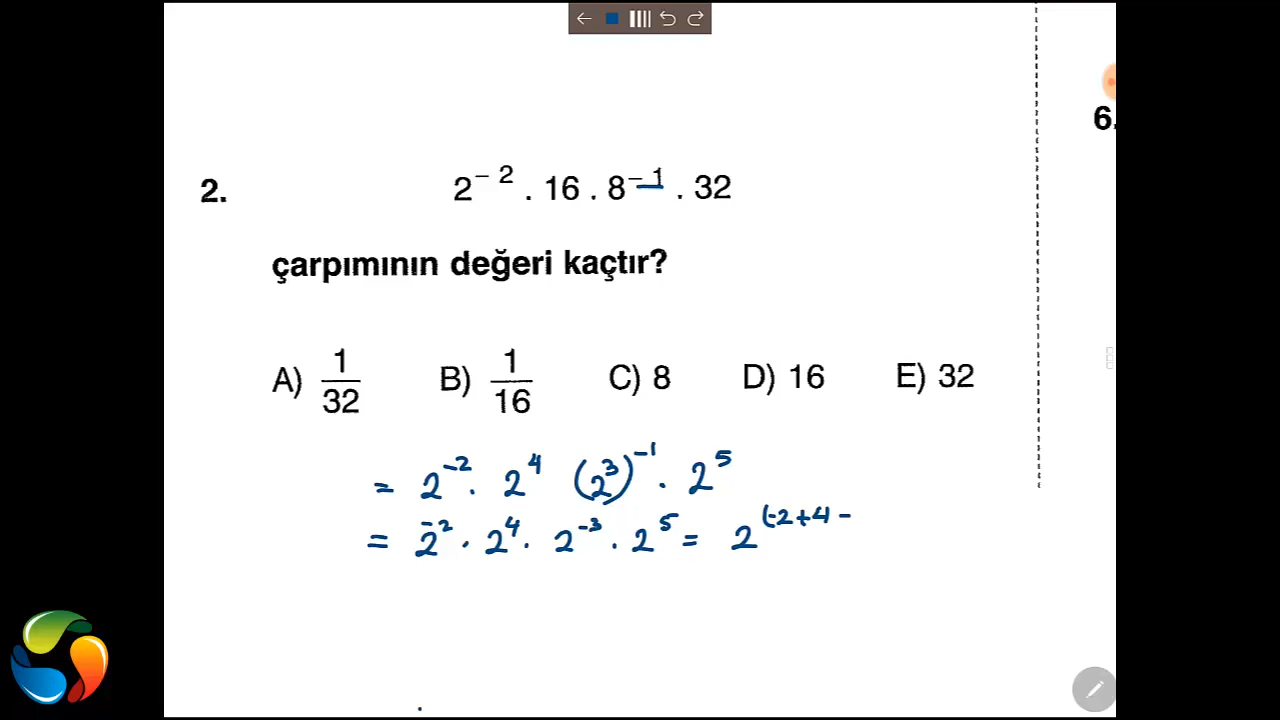 6.
2. 2⁻² . 16 . 8⁻¹ . 32
çarpımının değeri kaçtır?
A) 1/32 B) 1/16 C) 8 D) 16 E) 32
= 2⁻² . 2⁴ (2³)⁻¹ . 2⁵
= 2⁻² . 2⁴ . 2⁻³ . 2⁵ = 2^(-2+4-